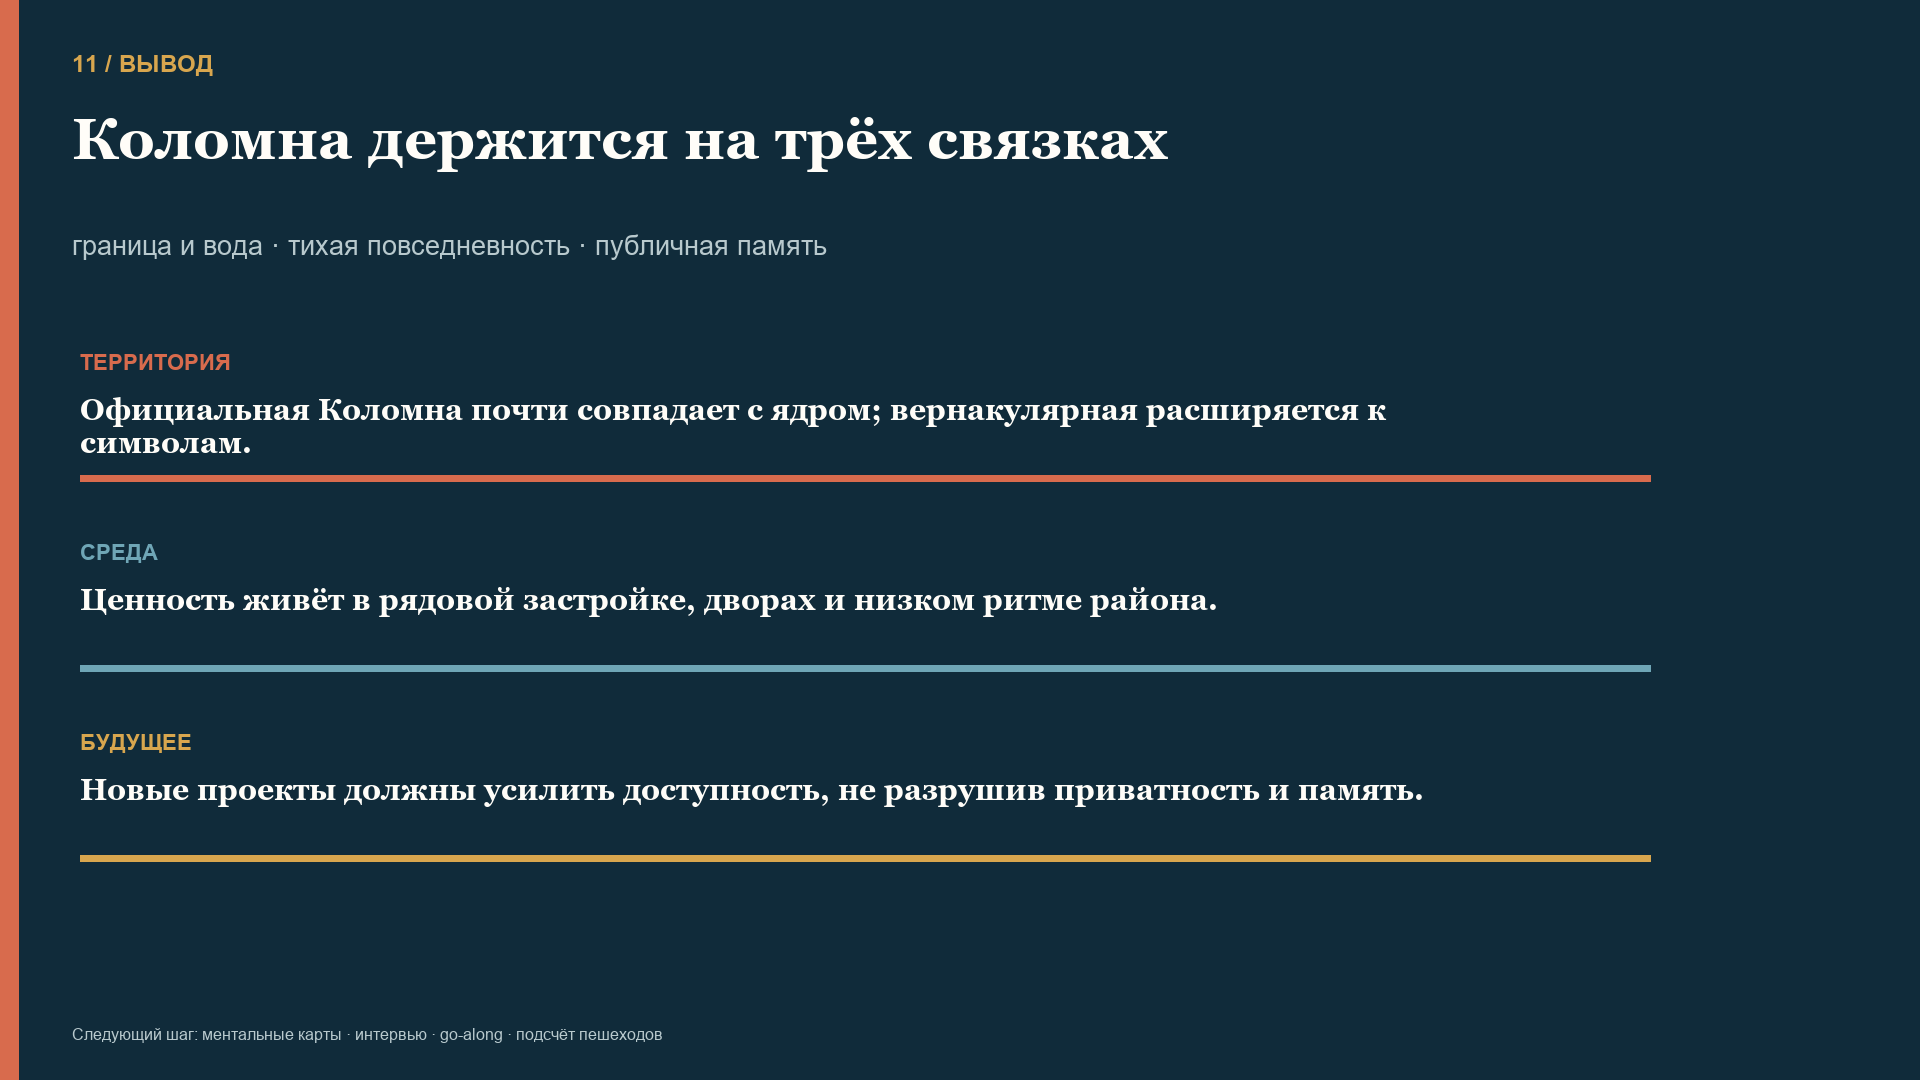 11 / ВЫВОД
Коломна держится на трёх связках
граница и вода · тихая повседневность · публичная память
ТЕРРИТОРИЯ
Официальная Коломна почти совпадает с ядром; вернакулярная расширяется к
символам.
СРЕДА
Ценность живёт в рядовой застройке, дворах и низком ритме района.
БУДУЩЕЕ
Новые проекты должны усилить доступность, не разрушив приватность и память.
Следующий шаг: ментальные карты · интервью · go-along · подсчёт пешеходов